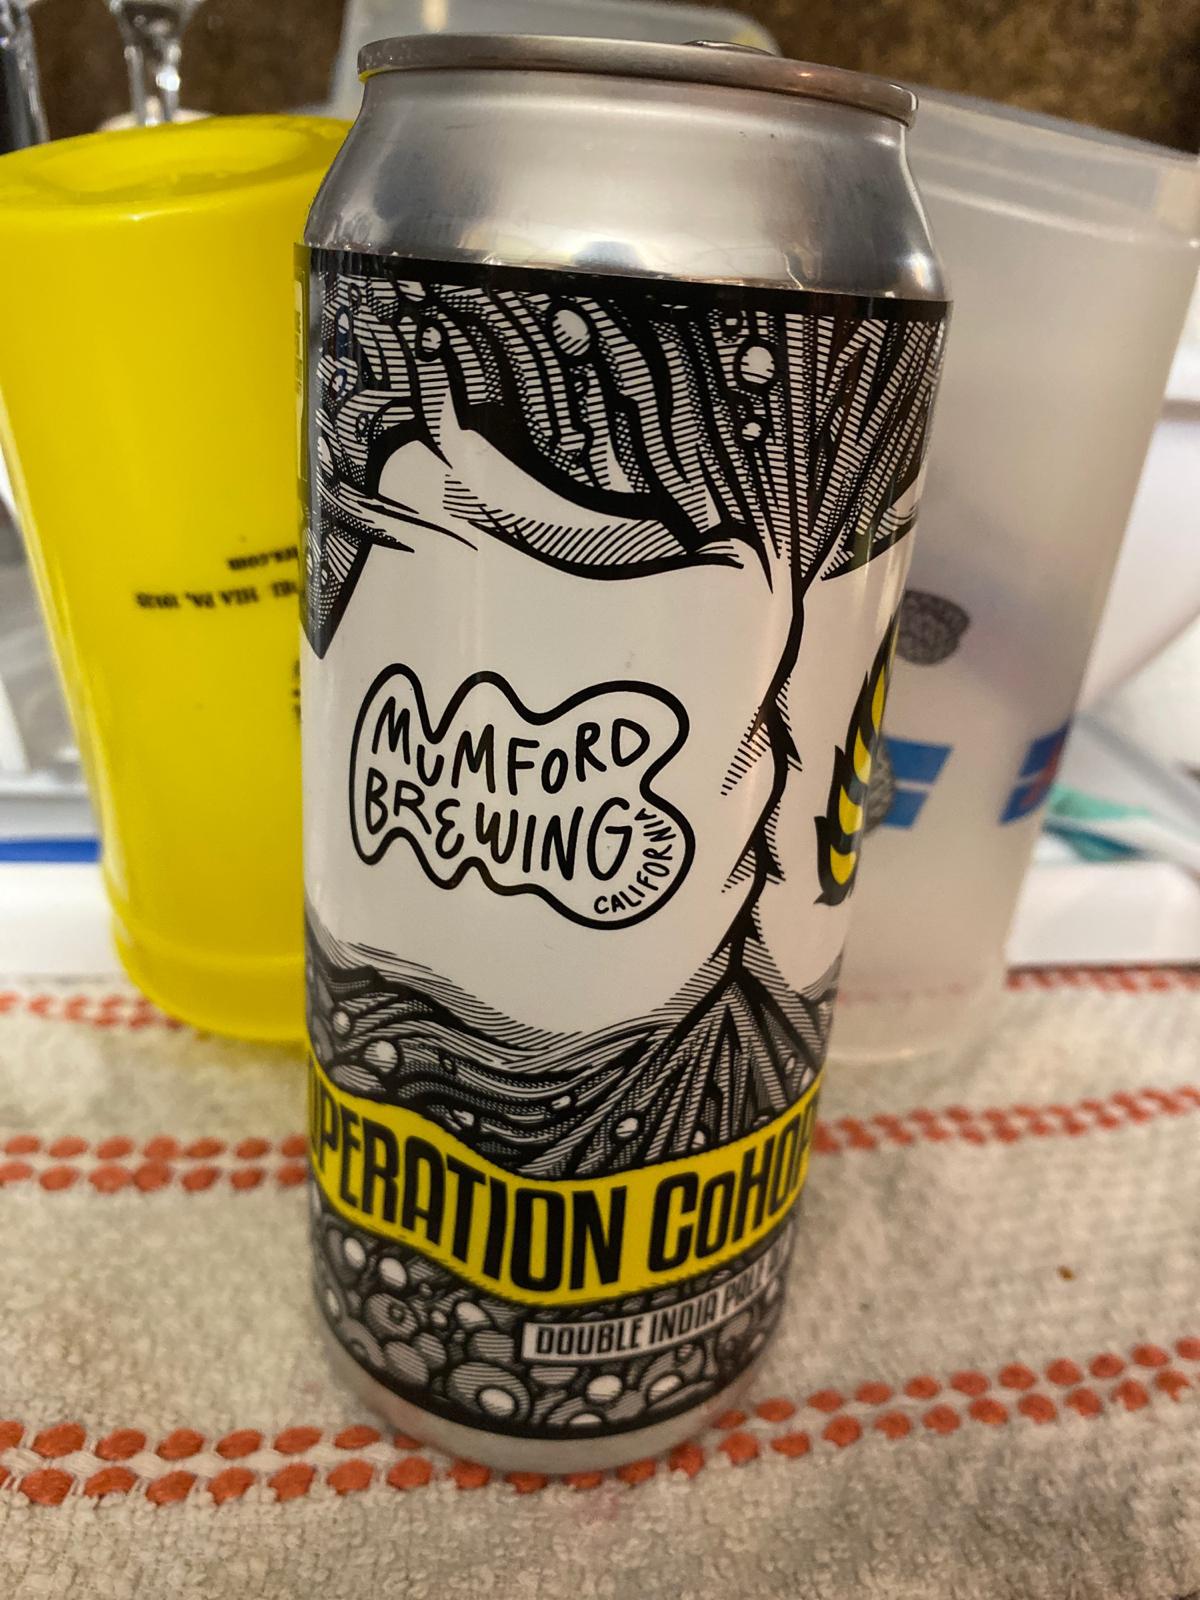 MUMFORD
BREWING
CALIFORNIA
OPERATION COHOP
DOUBLE INDIA PALE